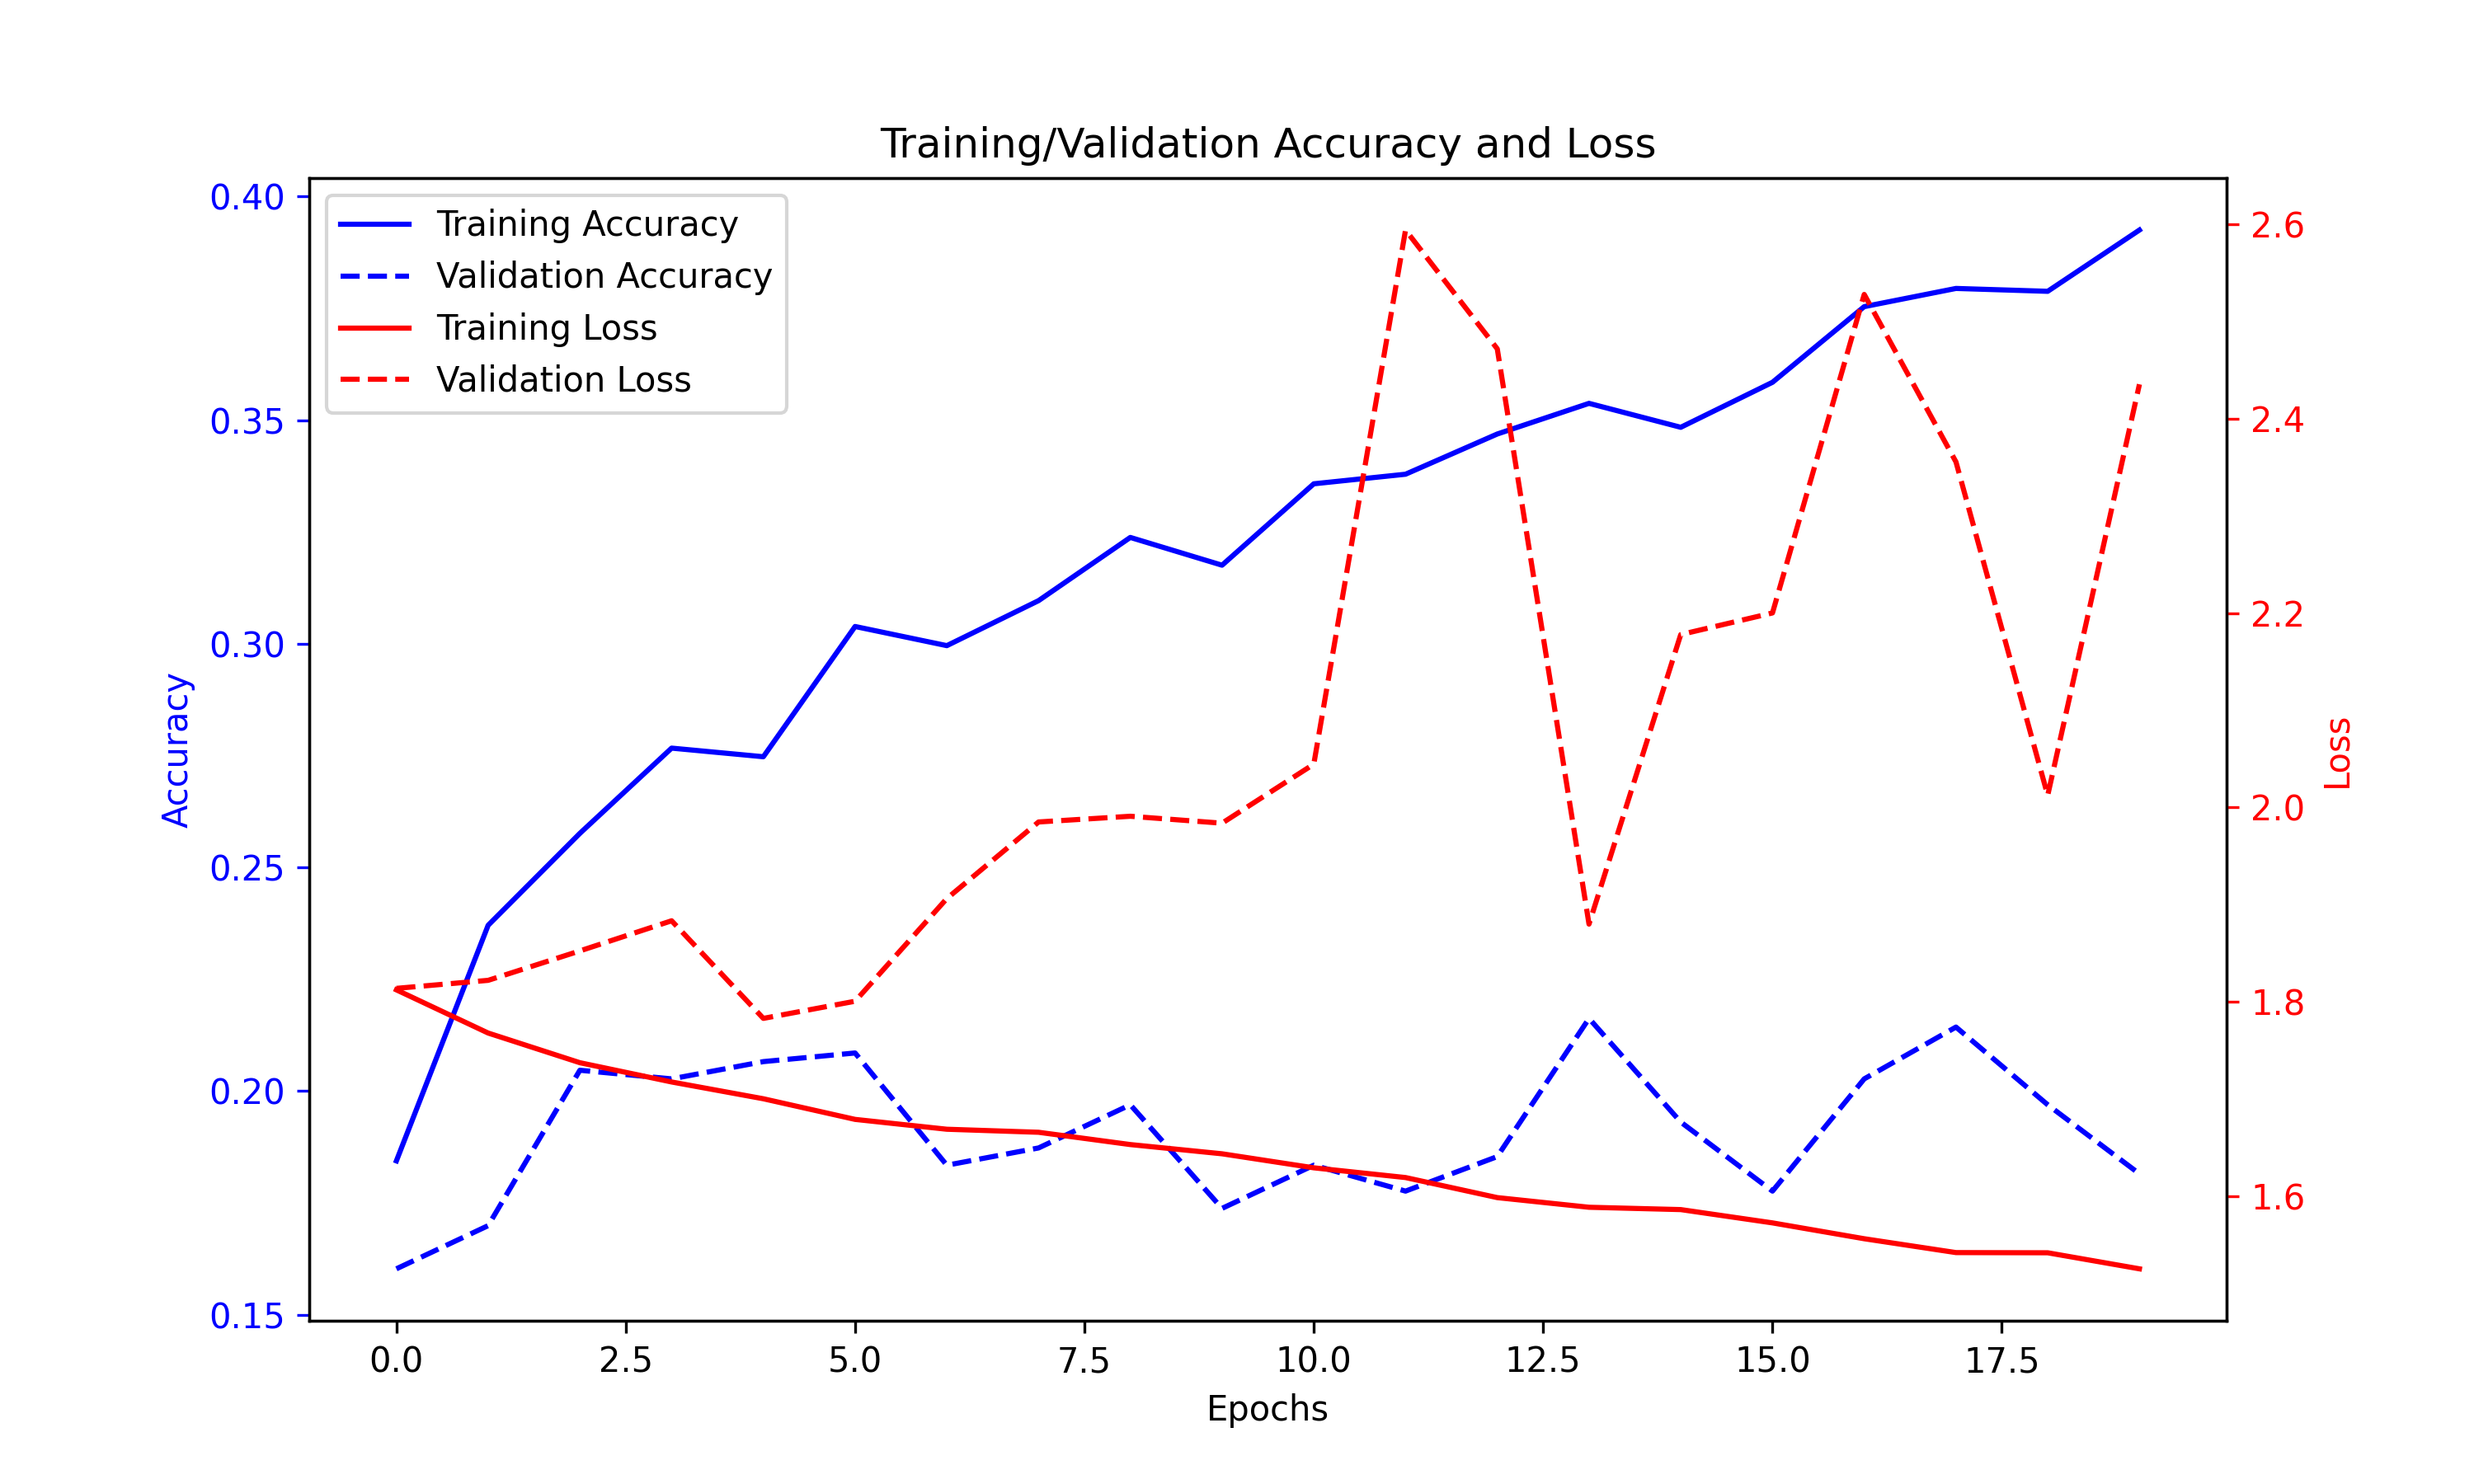 Training/Validation Accuracy and Loss
Training Accuracy
Validation Accuracy
Training Loss
Validation Loss
0.40
0.35
0.30
0.25
0.20
0.15
Accuracy
2.6
2.4
2.2
2.0
1.8
1.6
Loss
0.0 2.5 5.0 7.5 10.0 12.5 15.0 17.5
Epochs